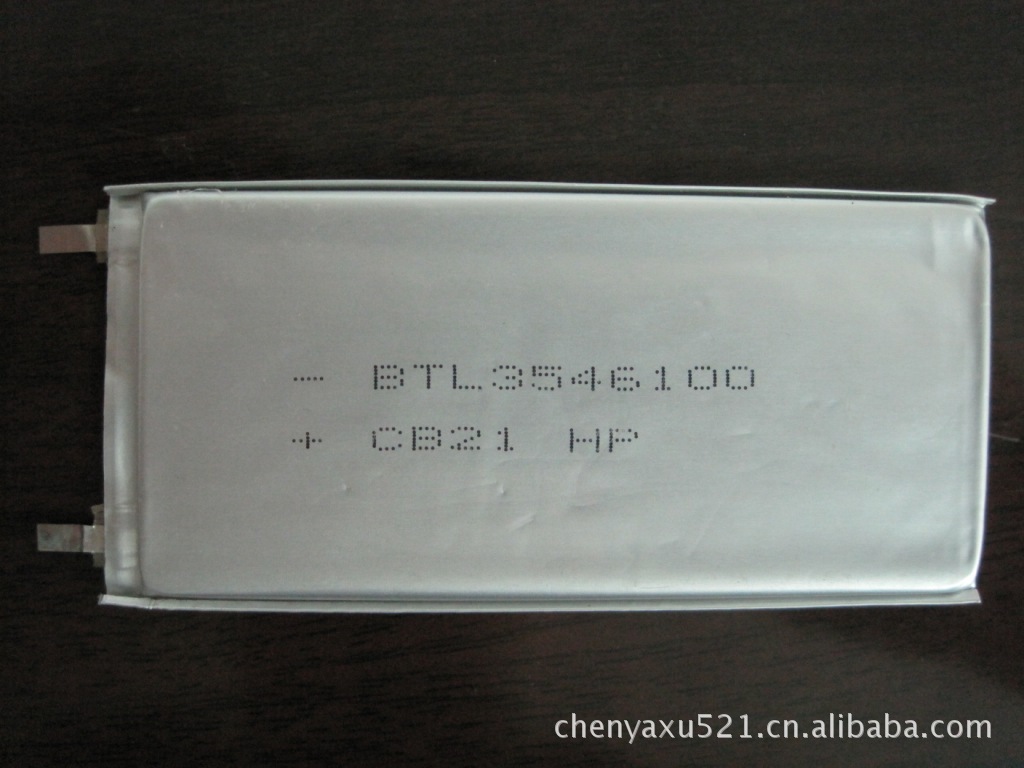 - BTL3546100
+ CB21 HP
chenyaxu521.cn.alibaba.com